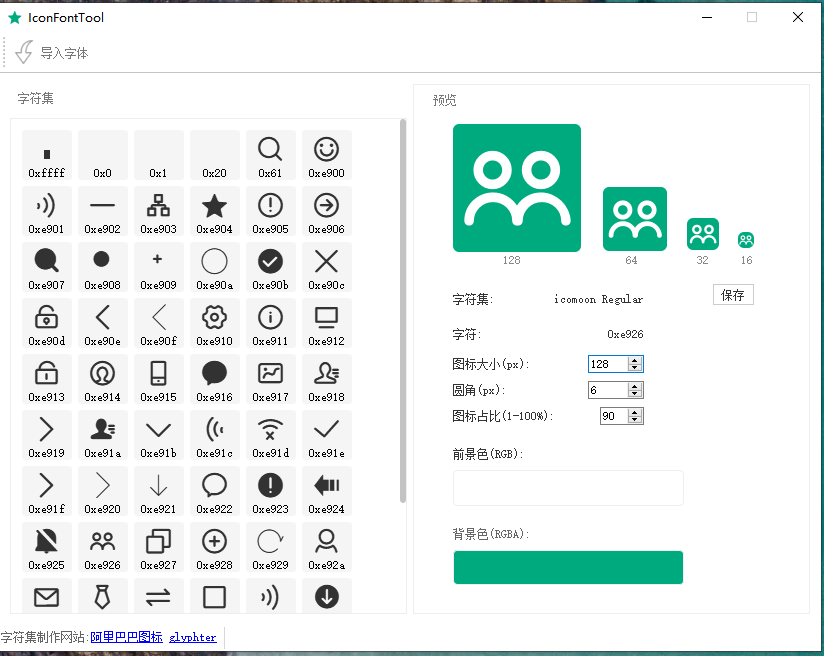 IconFontTool
导入字体
字符集
0xffff 0x0 0x1 0x20 0x61 0xe900
0xe901 0xe902 0xe903 0xe904 0xe905 0xe906
0xe907 0xe908 0xe909 0xe90a 0xe90b 0xe90c
0xe90d 0xe90e 0xe90f 0xe910 0xe911 0xe912
0xe913 0xe914 0xe915 0xe916 0xe917 0xe918
0xe919 0xe91a 0xe91b 0xe91c 0xe91d 0xe91e
0xe91f 0xe920 0xe921 0xe922 0xe923 0xe924
0xe925 0xe926 0xe927 0xe928 0xe929 0xe92a
预览
128 64 32 16
字符集: icomoon Regular 保存
字符: 0xe926
图标大小(px): 128
圆角(px): 6
图标占比(1-100%): 90
前景色(RGB):
背景色(RGBA):
字符集制作网站:阿里巴巴图标 glyphter